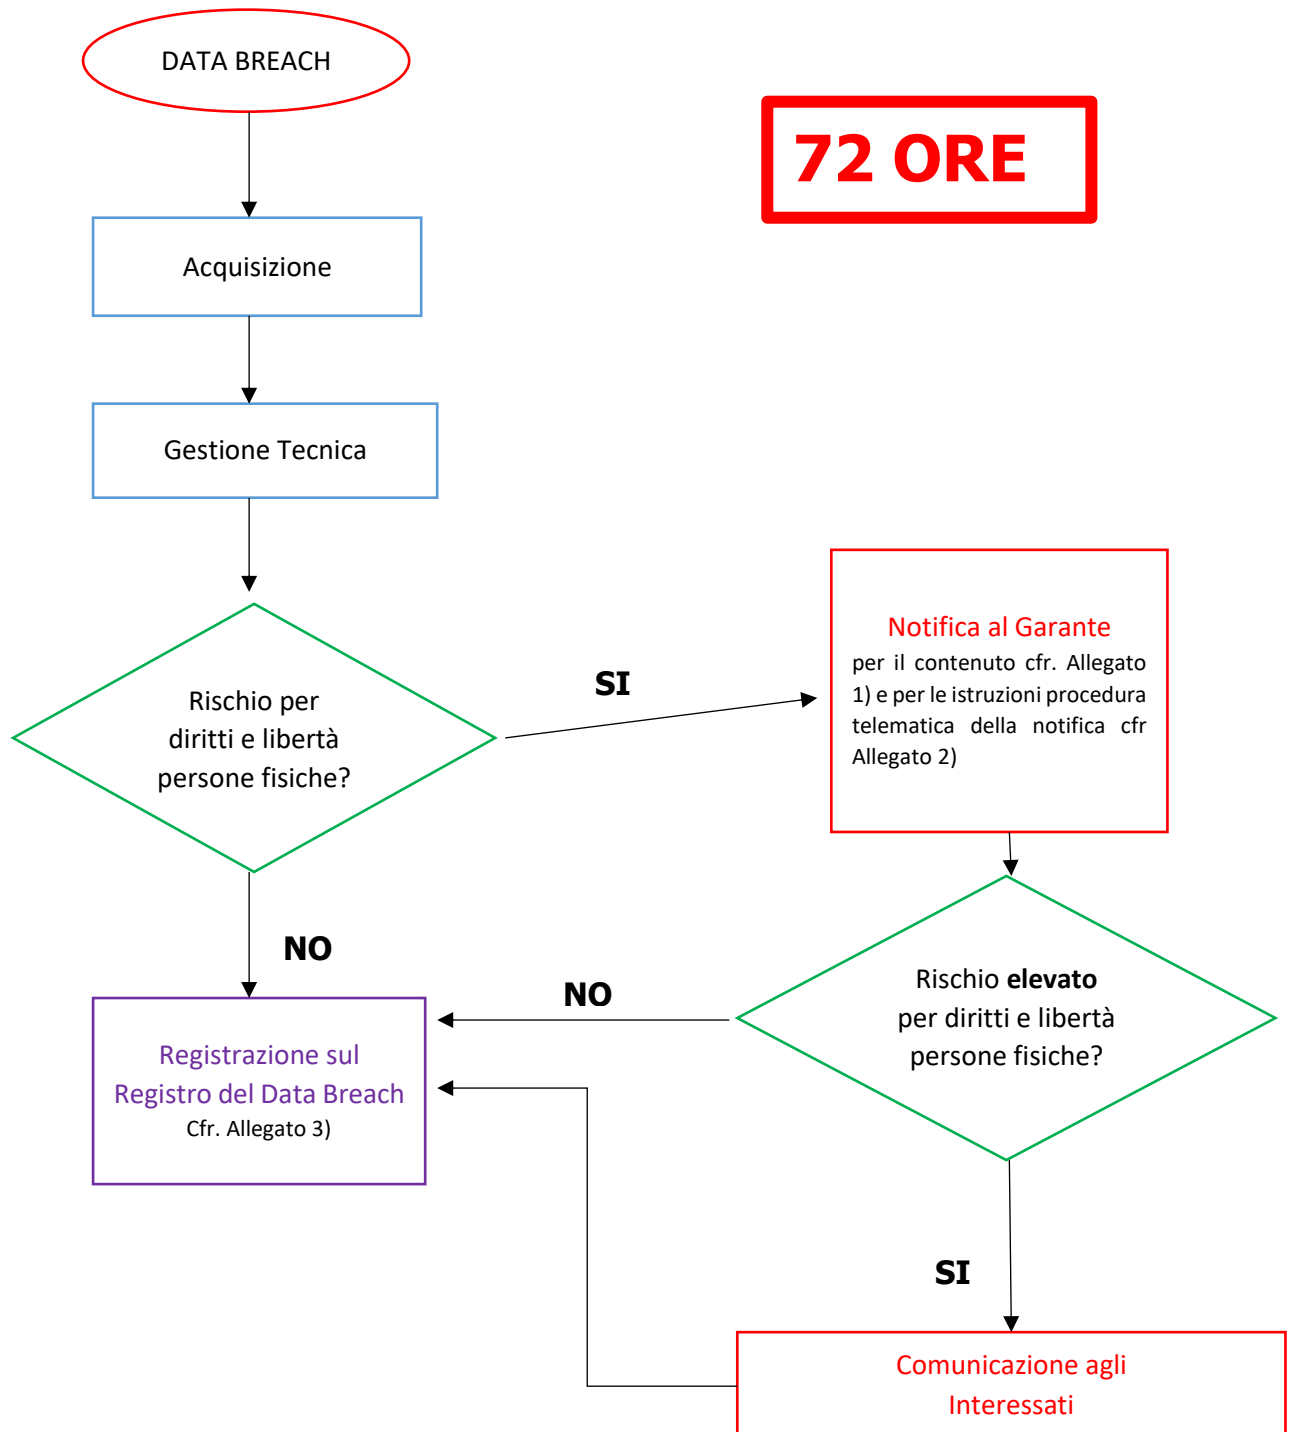 DATA BREACH
72 ORE
Acquisizione
Gestione Tecnica
Notifica al Garante
per il contenuto cfr. Allegato
1) e per le istruzioni procedura
telematica della notifica cfr
Allegato 2)
SI
Rischio per
diritti e libertà
persone fisiche?
NO
NO
Rischio elevato
per diritti e libertà
persone fisiche?
Registrazione sul
Registro del Data Breach
Cfr. Allegato 3)
SI
Comunicazione agli
Interessati